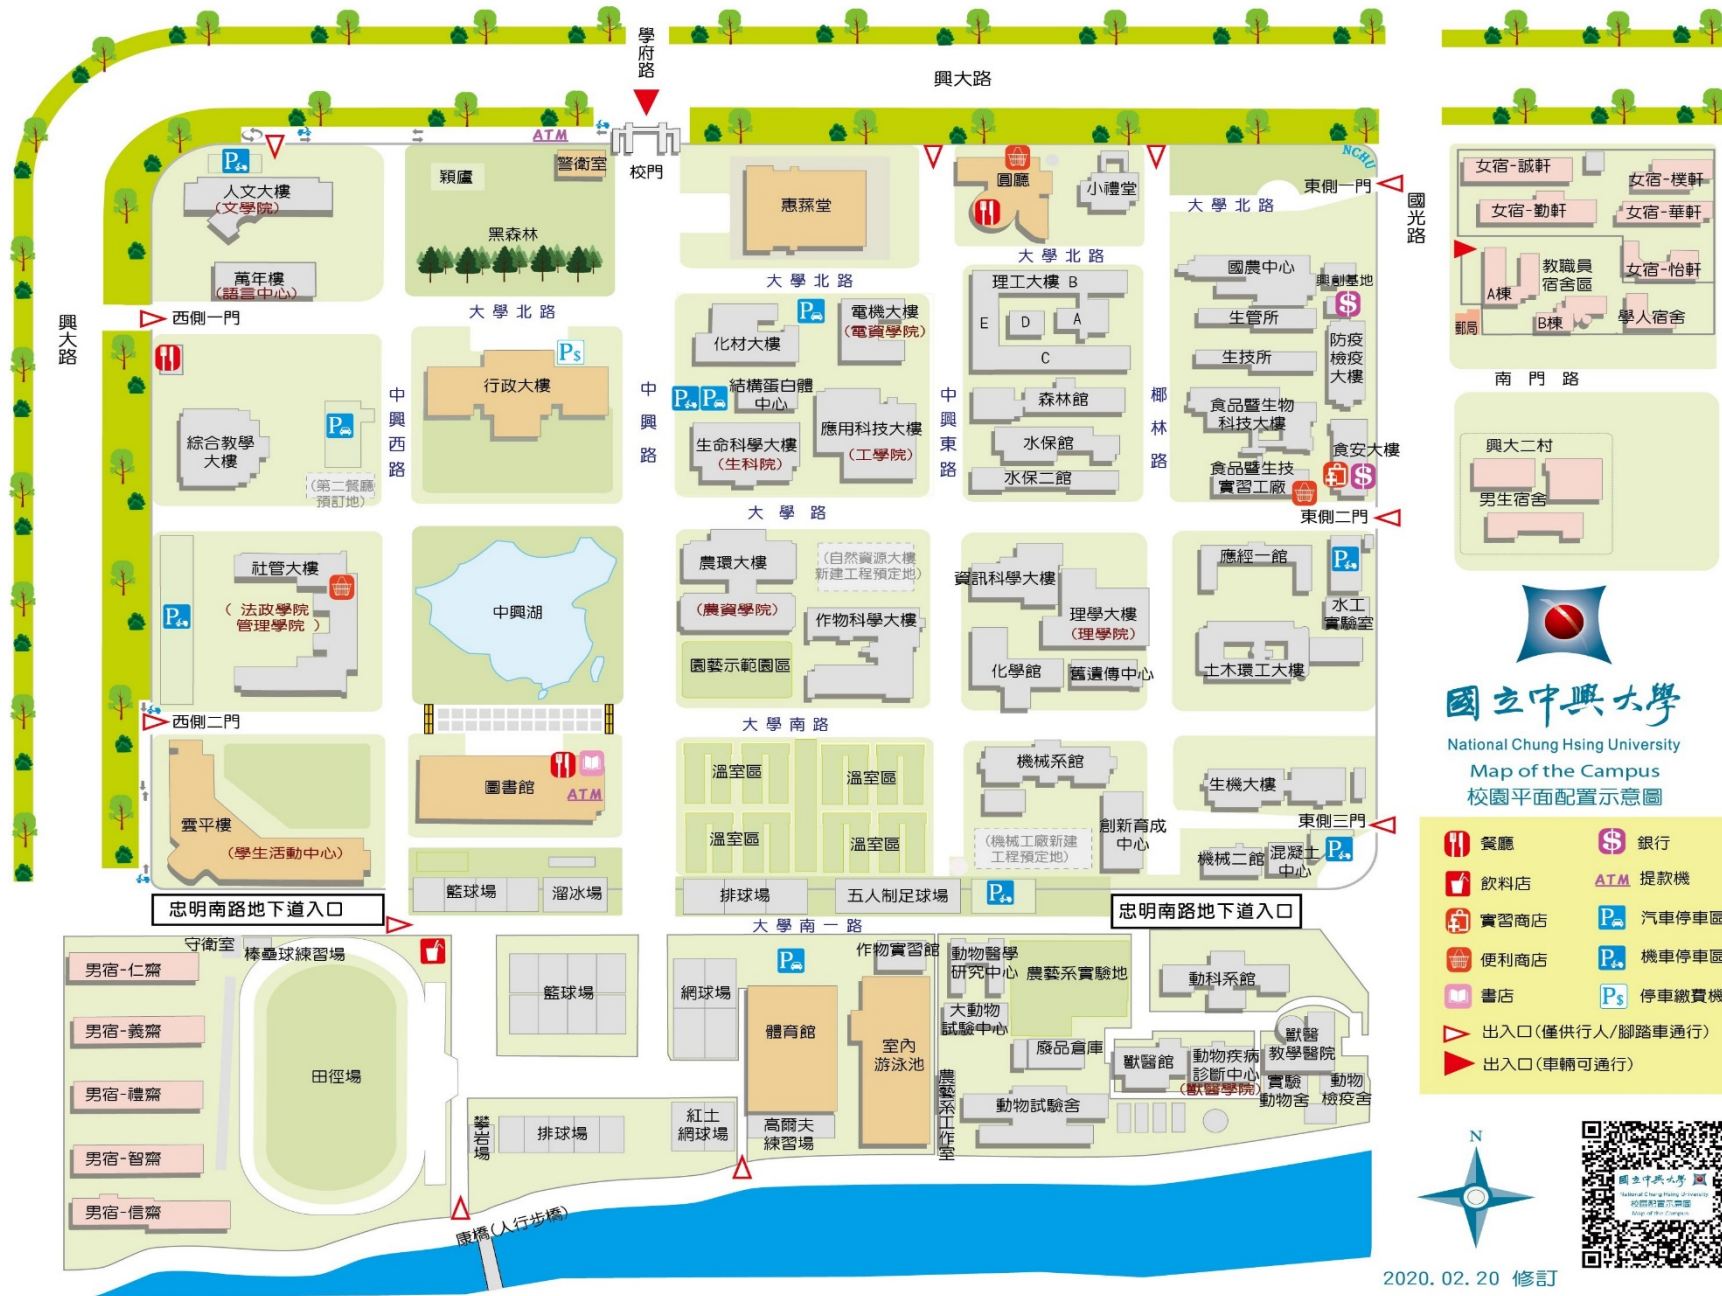 學府路
興大路
ATM
校門
警衛室
穎廬
人文大樓
(文學院)
黑森林
萬年樓
(語言中心)
西側一門
興大路
大學北路
惠蓀堂
大學北路
圓廳
小禮堂
大學北路
大學北路
NCHU
東側一門
國光路
女宿-誠軒
女宿-樸軒
女宿-勤軒
女宿-華軒
女宿-怡軒
教職員
宿舍區
A棟
B棟
學人宿舍
郵局
南門路
興大二村
男生宿舍
綜合教學
大樓
(第二餐廳
預訂地)
中興西路
行政大樓
中興路
化材大樓
電機大樓
(電資學院)
結構蛋白體
中心
生命科學大樓
(生科院)
應用科技大樓
(工學院)
中興東路
理工大樓 B
E
D
A
C
森林館
水保館
水保二館
椰林路
國農中心
興創基地
生管所
生技所
防疫
檢疫
大樓
食品暨生物
科技大樓
食安大樓
食品暨生技
實習工廠
東側二門
大學路
社管大樓
(法政學院
管理學院)
中興湖
農環大樓
(農資學院)
(自然資源大樓
新建工程預定地)
作物科學大樓
園藝示範園區
資訊科學大樓
理學大樓
(理學院)
化學館
舊遺傳中心
應經一館
水工
實驗室
土木環工大樓
西側二門
大學南路
雲平樓
(學生活動中心)
圖書館
ATM
溫室區
溫室區
溫室區
溫室區
機械系館
(機械工廠新建
工程預定地)
創新育成
中心
生機大樓
東側三門
機械二館
混凝土
中心
籃球場
溜冰場
排球場
五人制足球場
忠明南路地下道入口
忠明南路地下道入口
大學南一路
守衛室
棒壘球練習場
男宿-仁齋
男宿-義齋
男宿-禮齋
男宿-智齋
男宿-信齋
田徑場
籃球場
網球場
攀岩場
排球場
紅土
網球場
體育館
高爾夫
練習場
作物實習館
室內
游泳池
動物醫學
研究中心
農藝系實驗地
大動物
試驗中心
廢品倉庫
農藝系工作室
動物試驗舍
動科系館
獸醫館
動物疾病
診斷中心
(獸醫學院)
獸醫
教學醫院
實驗
動物舍
動物
檢疫舍
康橋(人行步橋)
國立中興大學
National Chung Hsing University
Map of the Campus
校園平面配置示意圖
餐廳
銀行
飲料店
ATM 提款機
實習商店
汽車停車區
便利商店
機車停車區
書店
停車繳費機
出入口(僅供行人/腳踏車通行)
出入口(車輛可通行)
N
國立中興大學
National Chung Hsing University
校園配置示意圖
Map of the Campus
2020.02.20 修訂